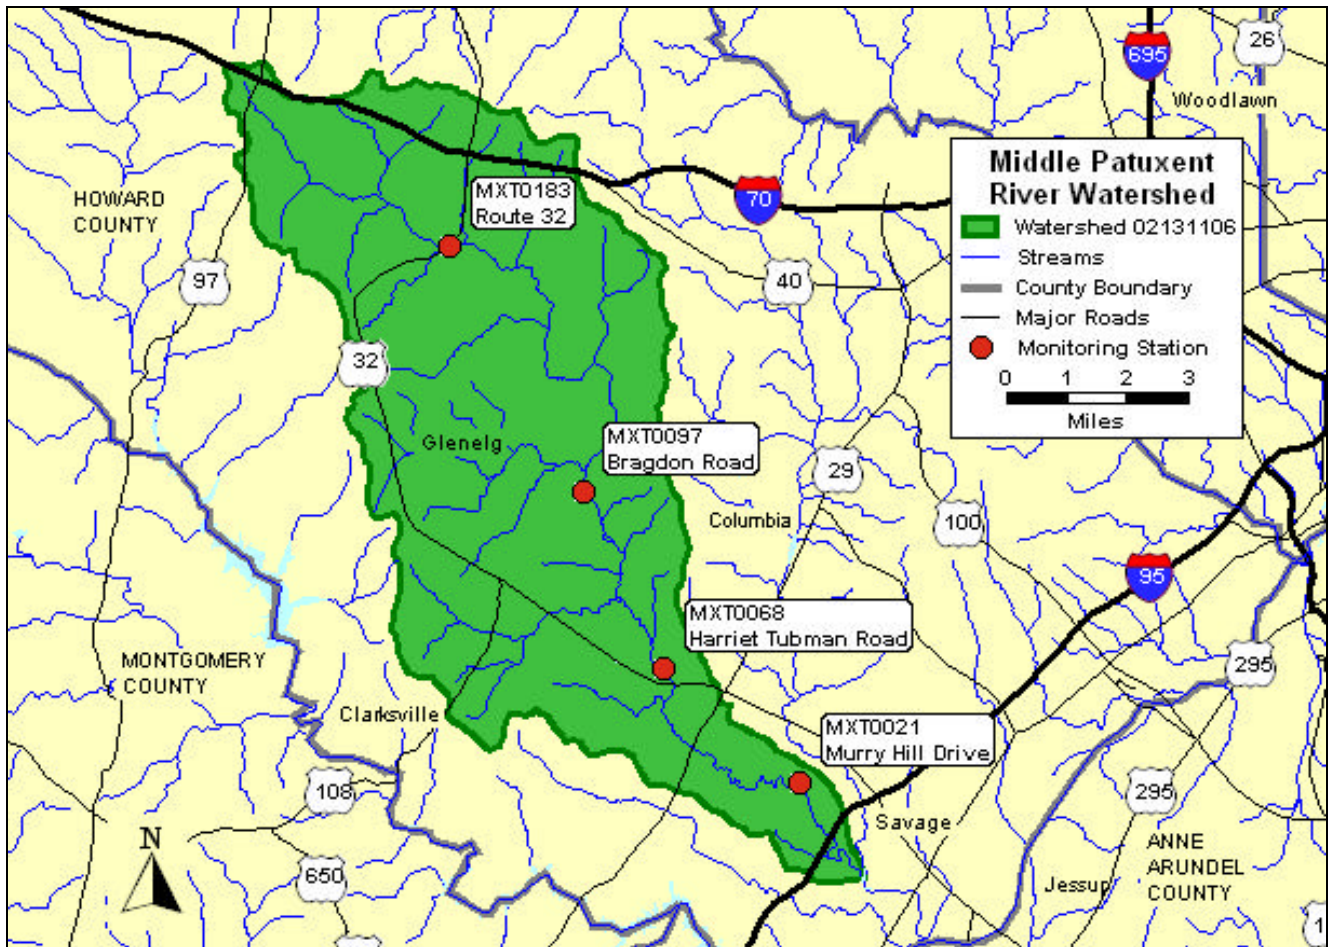 26
695
Woodlawn
Middle Patuxent
River Watershed
Watershed 02131106
Streams
County Boundary
Major Roads
Monitoring Station
0 1 2 3
Miles
MXT0183
Route 32
HOWARD
COUNTY
70
97
40
32
Glenelg
MXT0097
Bragdon Road
29
Columbia
100
95
MXT0068
Harriet Tubman Road
MONTGOMERY
COUNTY
295
Clarksville
MXT0021
Murry Hill Drive
108
295
Savage
N
ANNE
ARUNDEL
COUNTY
650
Jessup
1